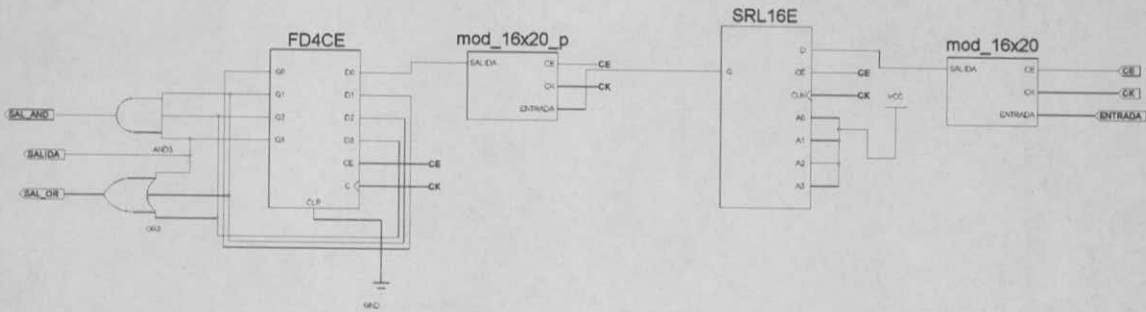 SRL16E
FD4CE
mod_16x20_p
mod_16x20
Q0
D0
SALIDA
CE
CE
Q
D
CE
CE
SALIDA
CE
CE
Q1
D1
CK
CK
CLK
CK
VCC
CK
CK
SAL_AND
Q2
D2
ENTRADA
A0
ENTRADA
ENTRADA
Q3
D3
A1
AND3
SALIDA
CE
CE
A2
SAL_OR
C
CK
A3
CLR
OR3
GND